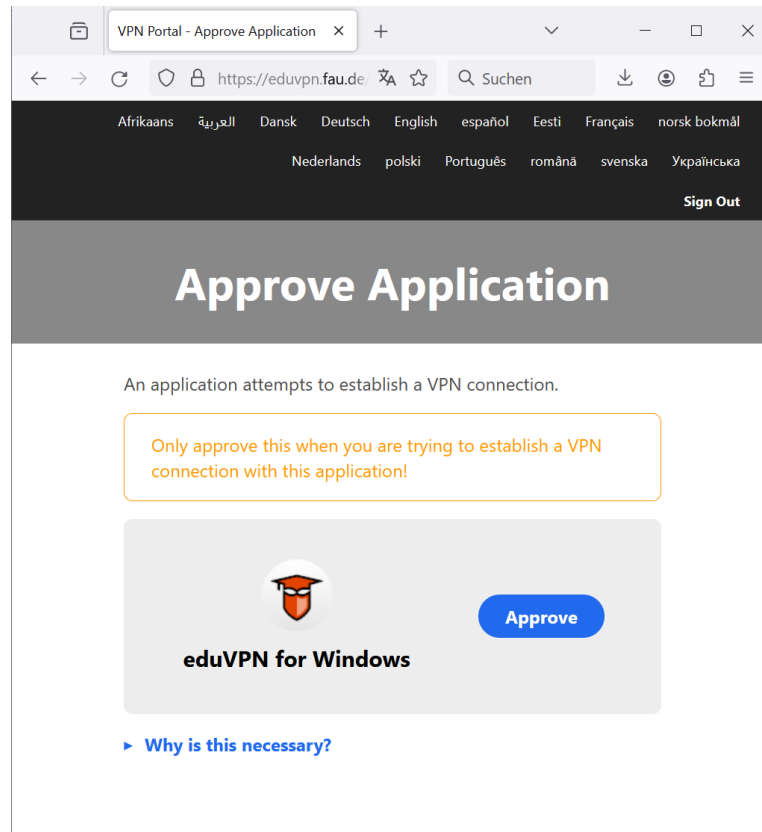 VPN Portal - Approve Application
https://eduvpn.fau.de/
Suchen
Afrikaans العربية Dansk Deutsch English español Eesti Français norsk bokmål
Nederlands polski Português română svenska Українська
Sign Out
Approve Application
An application attempts to establish a VPN connection.
Only approve this when you are trying to establish a VPN
connection with this application!
Approve
eduVPN for Windows
Why is this necessary?